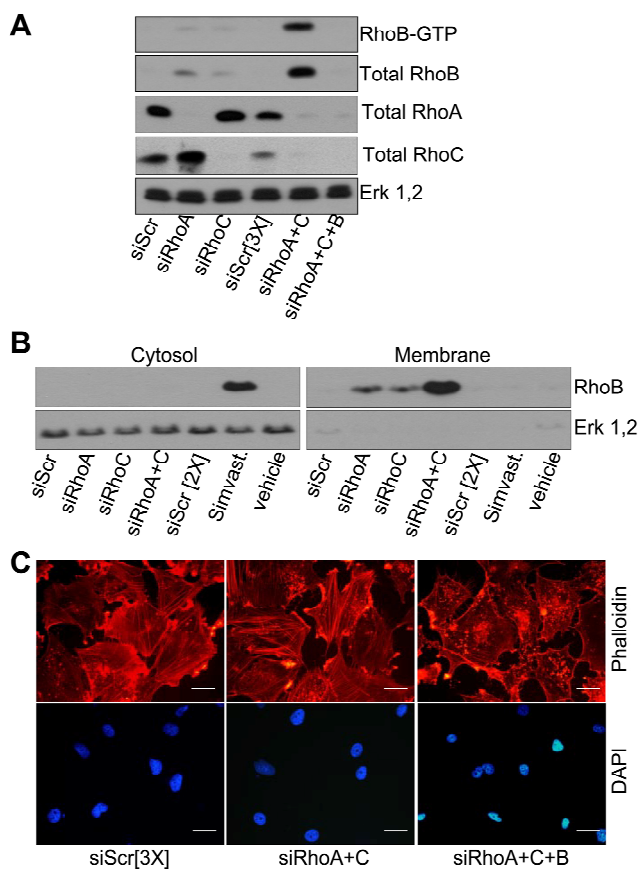 A
RhoB-GTP
Total RhoB
Total RhoA
Total RhoC
Erk 1,2
siScr
siRhoA
siRhoC
siScr[3X]
siRhoA+C
siRhoA+C+B
B
Cytosol
Membrane
RhoB
Erk 1,2
siScr
siRhoA
siRhoC
siRhoA+C
siScr [2X]
Simvast.
vehicle
siScr
siRhoA
siRhoC
siRhoA+C
siScr [2X]
Simvast.
vehicle
C
Phalloidin
DAPI
siScr[3X]
siRhoA+C
siRhoA+C+B